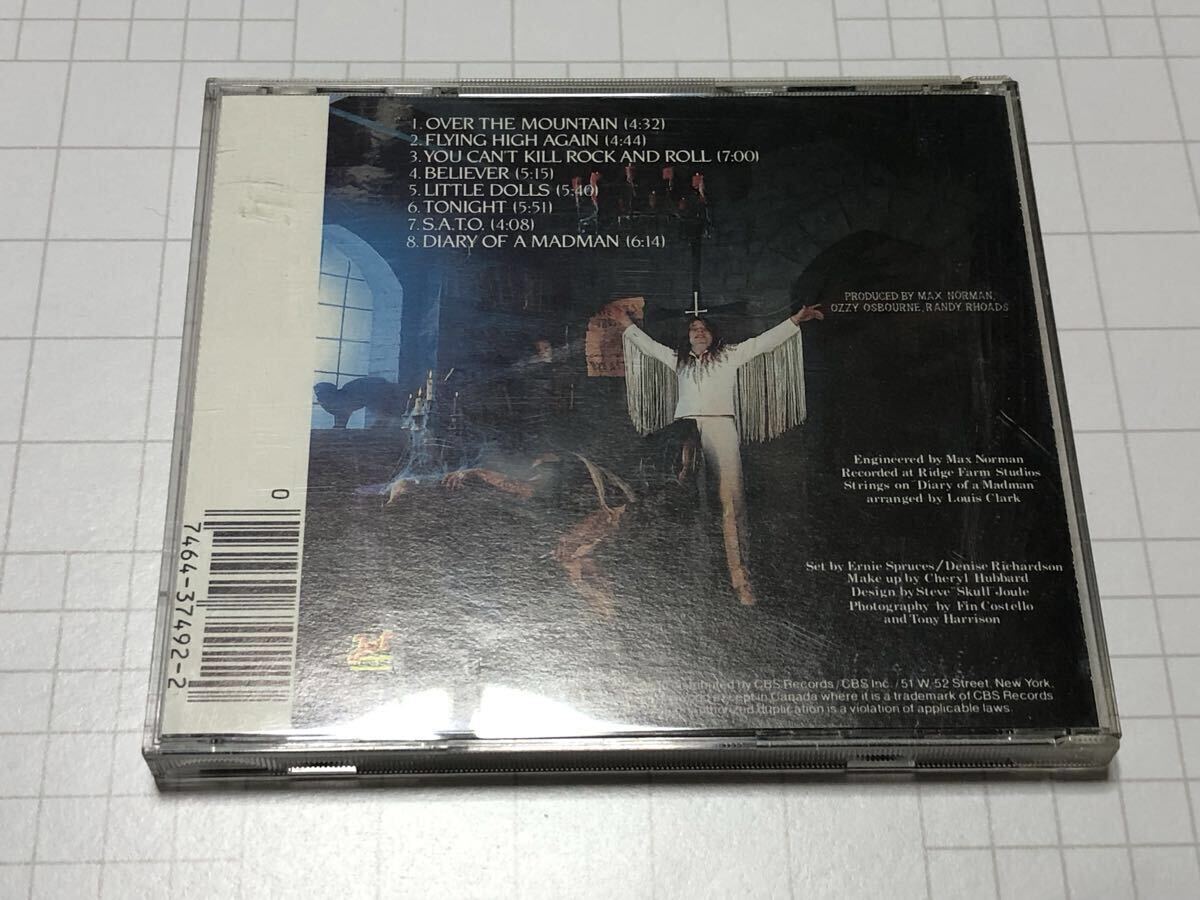 1. OVER THE MOUNTAIN (4:32)
2. FLYING HIGH AGAIN (4:44)
3. YOU CAN'T KILL ROCK AND ROLL (7:00)
4. BELIEVER (5:15)
5. LITTLE DOLLS (5:40)
6. TONIGHT (5:51)
7. S.A.T.O. (4:08)
8. DIARY OF A MADMAN (6:14)
PRODUCED BY MAX NORMAN,
OZZY OSBOURNE, RANDY RHOADS
Engineered by Max Norman
Recorded at Ridge Farm Studios
Strings on "Diary of a Madman"
arranged by Louis Clark
Set by Ernie Spruces/Denise Richardson
Make up by Cheryl Hubbard
Design by Steve "Skull" Joule
Photography by Fin Costello
and Tony Harrison
by CBS Records/CBS Inc./51 W. 52 Street, New York,
except in Canada where it is a trademark of CBS Records
duplication is a violation of applicable laws.
0
7464-37492-2